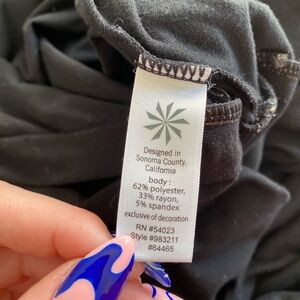 Designed in
Sonoma County,
California
body :
62% polyester,
33% rayon,
5% spandex
exclusive of decoration
RN #54023
Style #983211
#64465